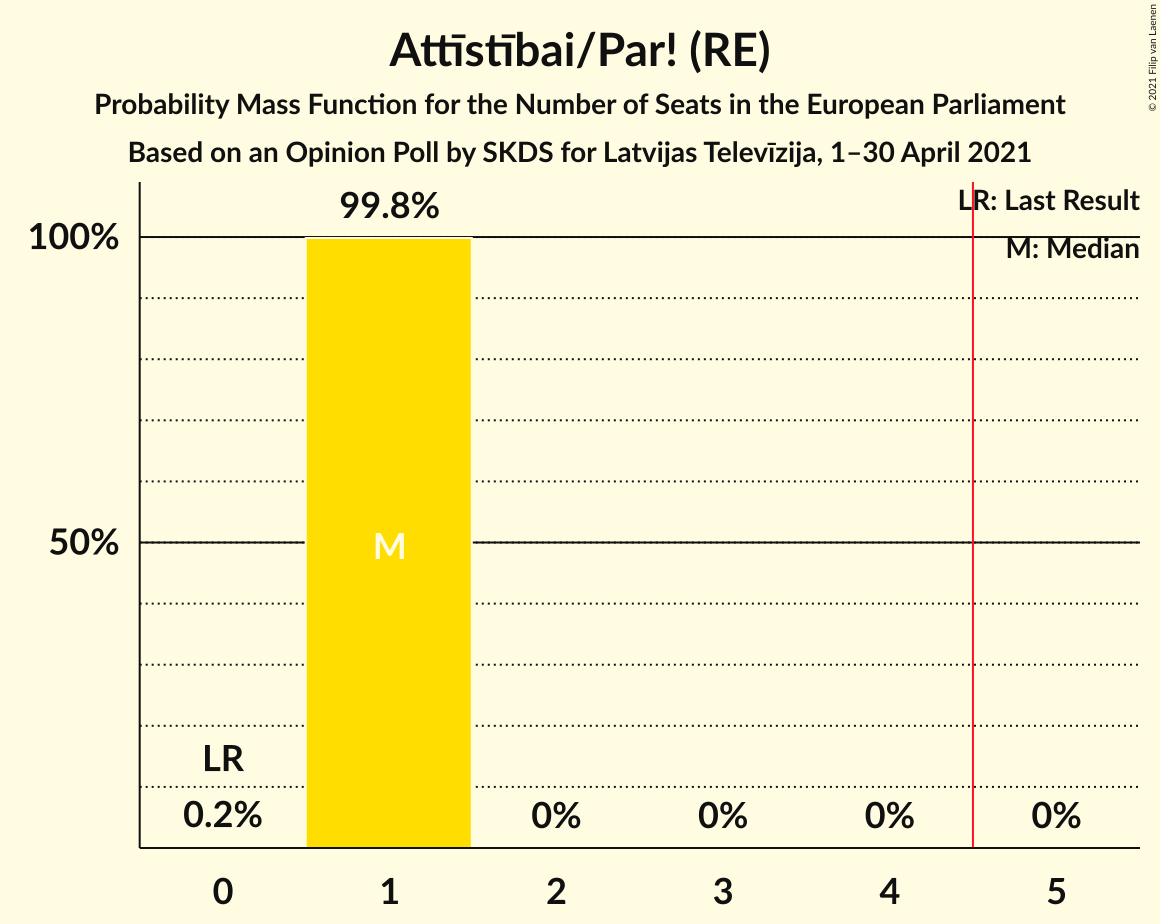 Attīstībai/Par! (RE)
Probability Mass Function for the Number of Seats in the European Parliament
Based on an Opinion Poll by SKDS for Latvijas Televīzija, 1–30 April 2021
© 2021 Filip van Laenen
LR: Last Result
M: Median
99.8%
100%
50%
M
LR
0.2%
0%
0%
0%
0%
0
1
2
3
4
5